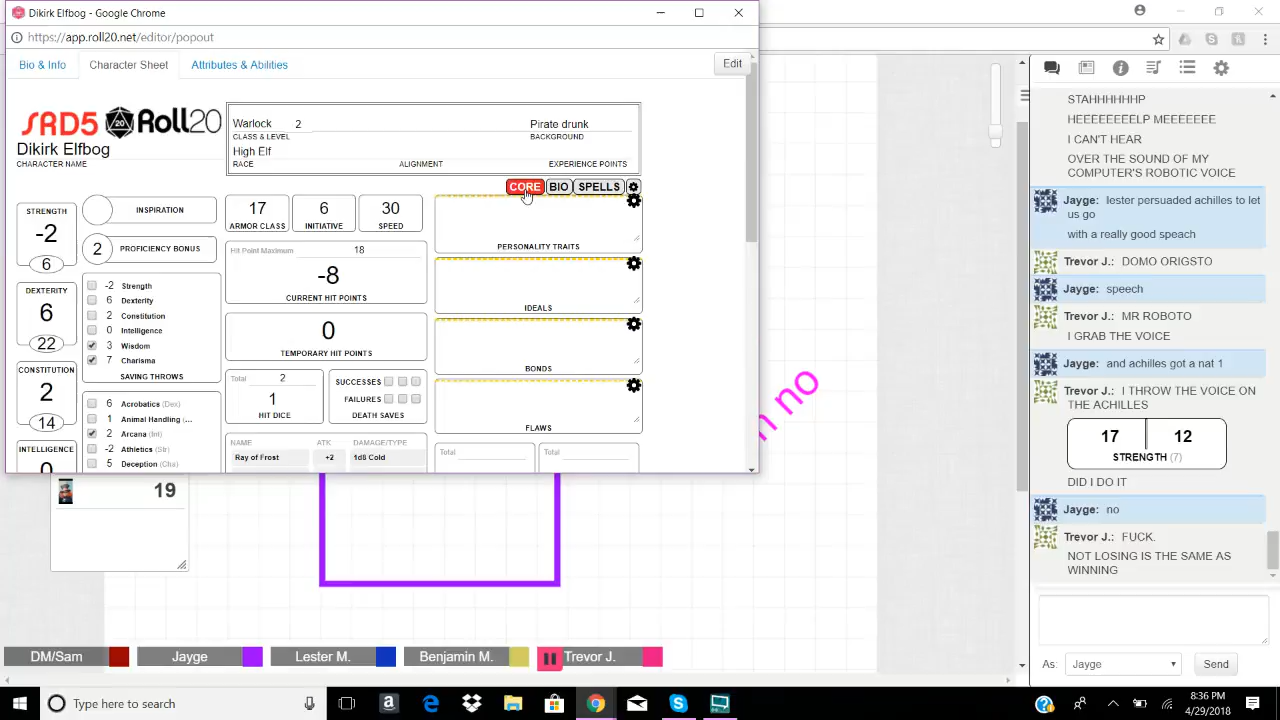 Dikirk Elfbog - Google Chrome
https://app.roll20.net/editor/popout
Bio & Info
Character Sheet
Attributes & Abilities
Edit
SRD5 Roll20
Dikirk Elfbog
CHARACTER NAME
Warlock 2
Pirate drunk
CLASS & LEVEL
BACKGROUND
High Elf
RACE
ALIGNMENT
EXPERIENCE POINTS
CORE
BIO
SPELLS
STRENGTH
-2
6
DEXTERITY
6
22
CONSTITUTION
2
14
INTELLIGENCE
0
INSPIRATION
2
PROFICIENCY BONUS
-2 Strength
6 Dexterity
2 Constitution
0 Intelligence
3 Wisdom
7 Charisma
SAVING THROWS
6 Acrobatics (Dex)
1 Animal Handling (...
2 Arcana (Int)
-2 Athletics (Str)
5 Deception (Cha)
17
ARMOR CLASS
6
INITIATIVE
30
SPEED
Hit Point Maximum 18
-8
CURRENT HIT POINTS
0
TEMPORARY HIT POINTS
Total 2
1
HIT DICE
SUCCESSES
FAILURES
DEATH SAVES
NAME ATK DAMAGE/TYPE
Ray of Frost +2 1d8 Cold
PERSONALITY TRAITS
IDEALS
BONDS
FLAWS
Total
Total
19
n no
DM/Sam
Jayge
Lester M.
Benjamin M.
Trevor J.
STAHHHHHHP
HEEEEEEEELP MEEEEEEE
I CAN'T HEAR
OVER THE SOUND OF MY
COMPUTER'S ROBOTIC VOICE
Jayge: lester persuaded achilles to let
us go
with a really good speach
Trevor J.: DOMO ORIGSTO
Jayge: speech
Trevor J.: MR ROBOTO
I GRAB THE VOICE
Jayge: and achilles got a nat 1
Trevor J.: I THROW THE VOICE ON
THE ACHILLES
17 12
STRENGTH (7)
DID I DO IT
Jayge: no
Trevor J.: FUCK.
NOT LOSING IS THE SAME AS
WINNING
As: Jayge
Send
Type here to search
8:36 PM
4/29/2018